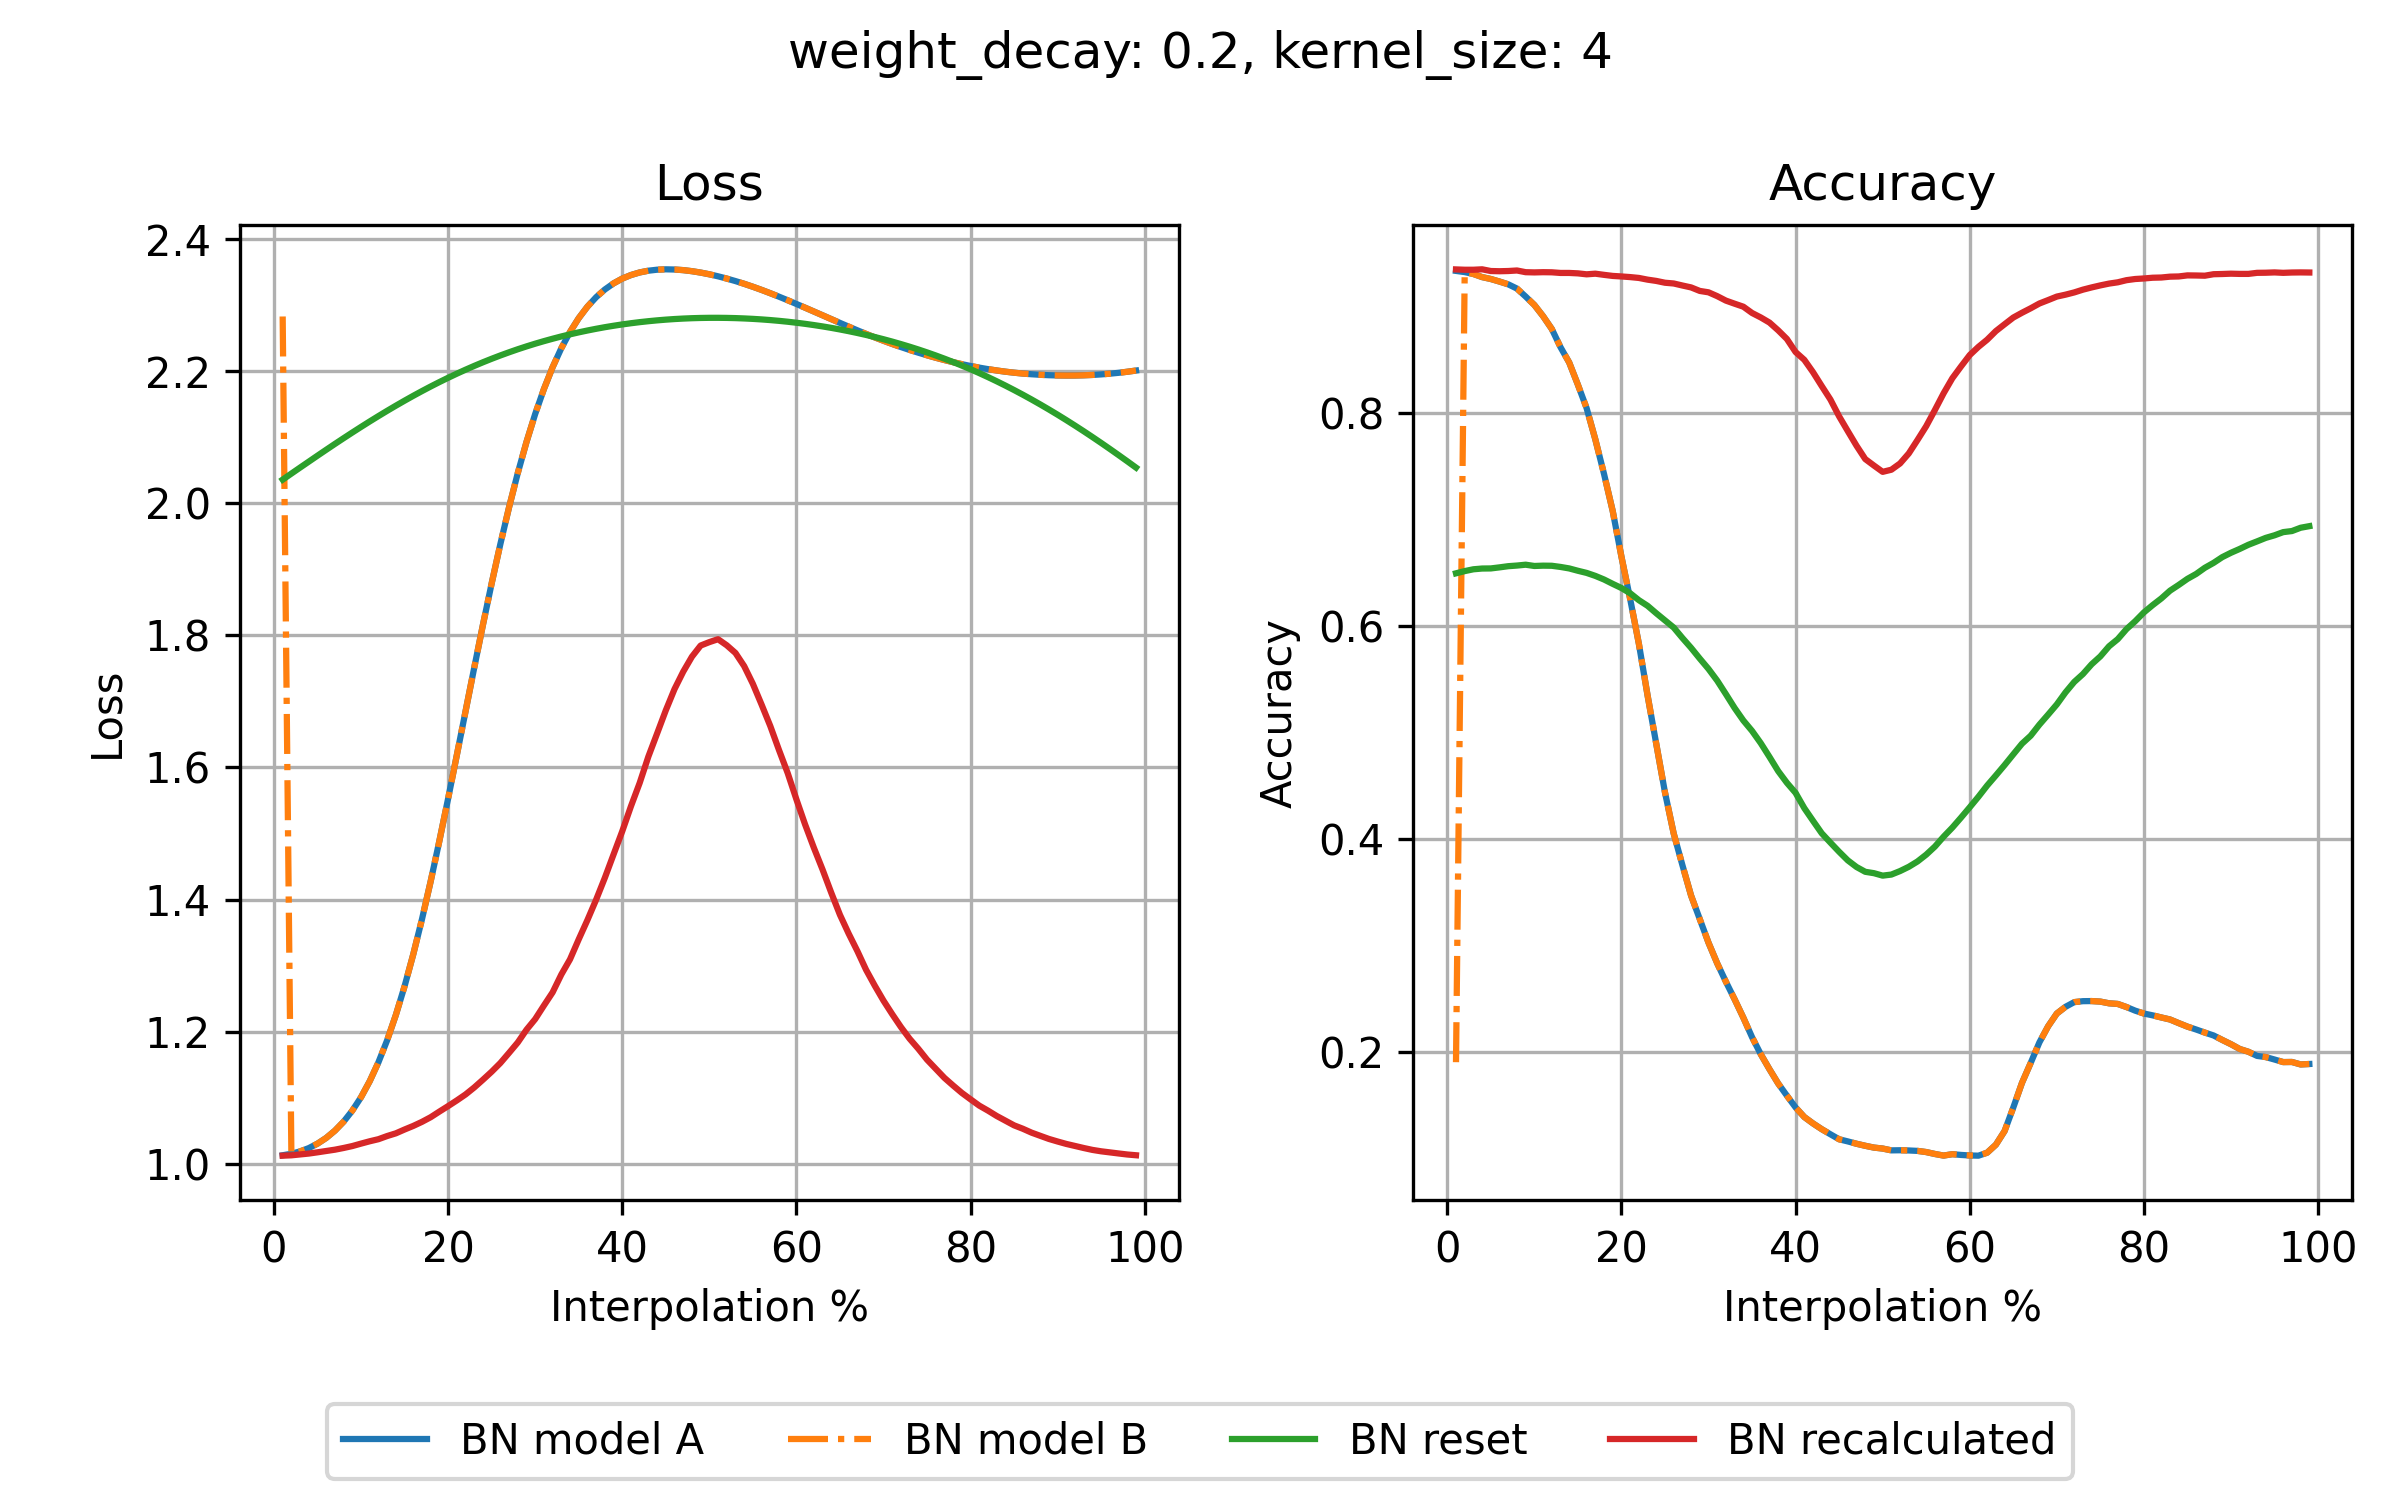 weight_decay: 0.2, kernel_size: 4
Loss
2.4
2.2
2.0
1.8
1.6
1.4
1.2
1.0
Loss
0 20 40 60 80 100
Interpolation %
Accuracy
0.8
0.6
0.4
0.2
Accuracy
0 20 40 60 80 100
Interpolation %
BN model A BN model B BN reset BN recalculated